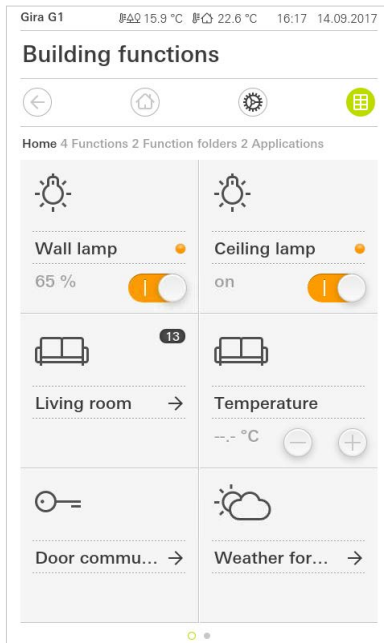 Gira G1 15.9 °C 22.6 °C 16:17 14.09.2017
Building functions
Home 4 Functions 2 Function folders 2 Applications
Wall lamp Ceiling lamp
65 % on
13
Living room Temperature
--.- °C
Door commu... Weather for...